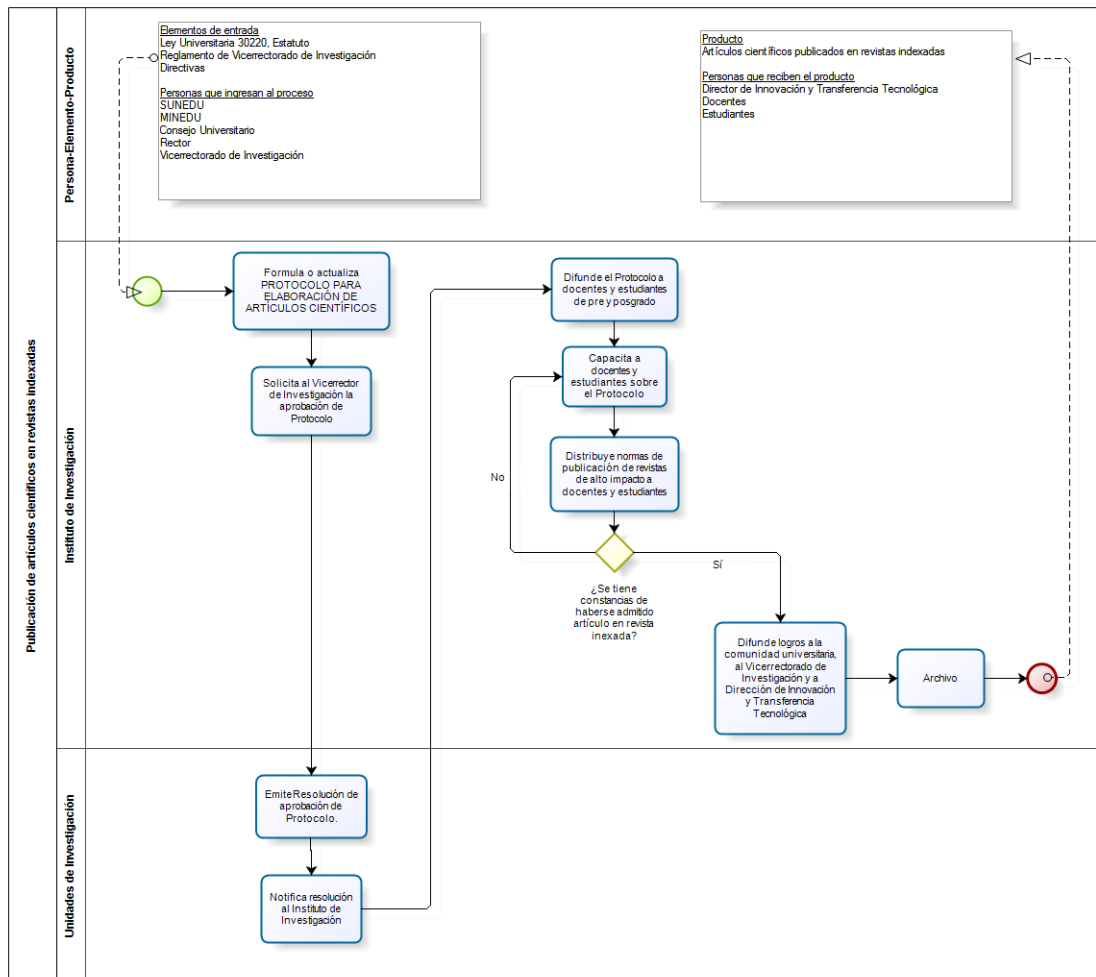 Publicación de artículos científicos en revistas indexadas
Persona-Elemento-Producto
Elementos de entrada
Ley Universitaria 30220, Estatuto
Reglamento de Vicerrectorado de Investigación
Directivas
Personas que ingresan al proceso
SUNEDU
MINEDU
Consejo Universitario
Rector
Vicerrectorado de Investigación
Producto
Artículos científicos publicados en revistas indexadas
Personas que reciben el producto
Director de Innovación y Transferencia Tecnológica
Docentes
Estudiantes
Instituto de Investigación
Formula o actualiza
PROTOCOLO PARA
ELABORACIÓN DE
ARTÍCULOS CIENTÍFICOS
Solicita al Vicerrector
de Investigación la
aprobación de
Protocolo
Difunde el Protocolo a
docentes y estudiantes
de pre y posgrado
Capacita a
docentes y
estudiantes sobre
el Protocolo
Distribuye normas de
publicación de revistas
de alto impacto a
docentes y estudiantes
No
Sí
¿Se tiene
constancias de
haberse admitido
artículo en revista
inexada?
Difunde logros a la
comunidad universitaria,
al Vicerrectorado de
Investigación y a
Dirección de Innovación
y Transferencia
Tecnológica
Archivo
Unidades de Investigación
Emite Resolución de
aprobación de
Protocolo.
Notifica resolución
al Instituto de
Investigación